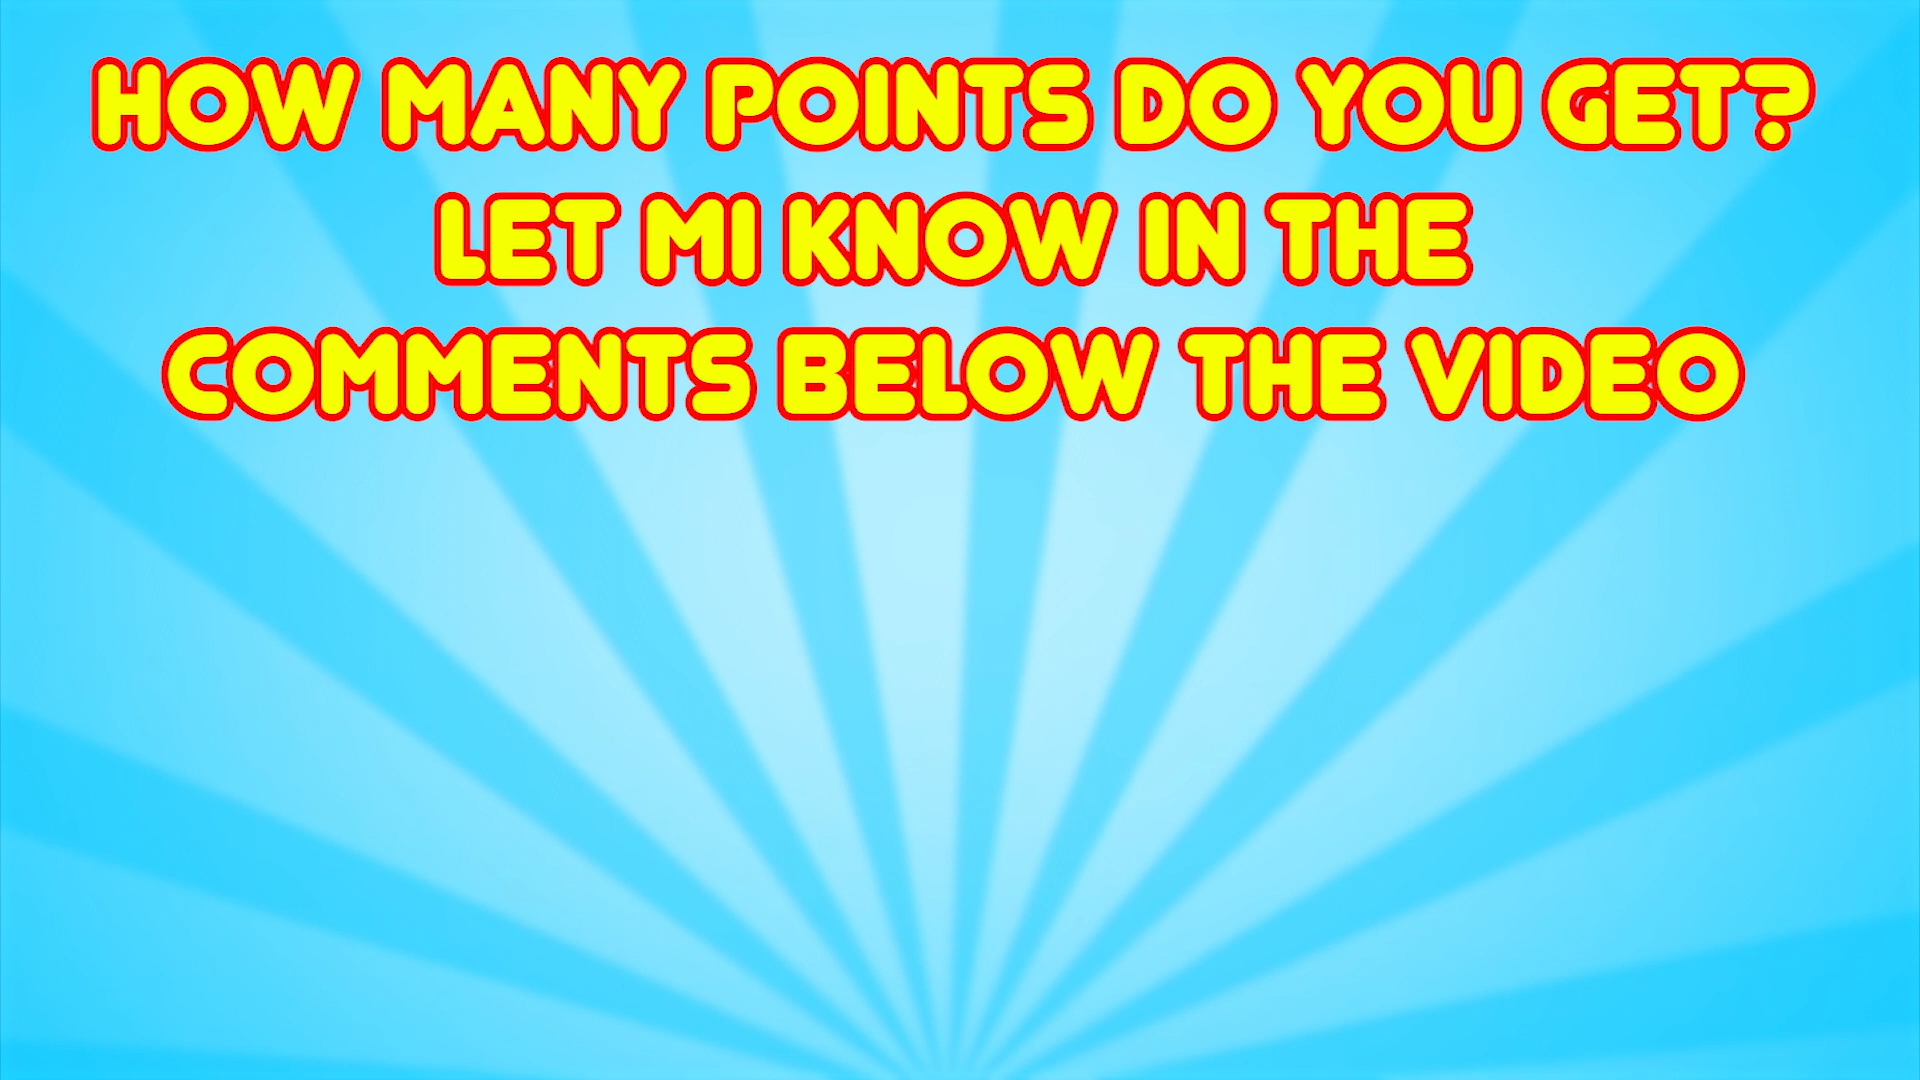 HOW MANY POINTS DO YOU GET?
LET MI KNOW IN THE
COMMENTS BELOW THE VIDEO